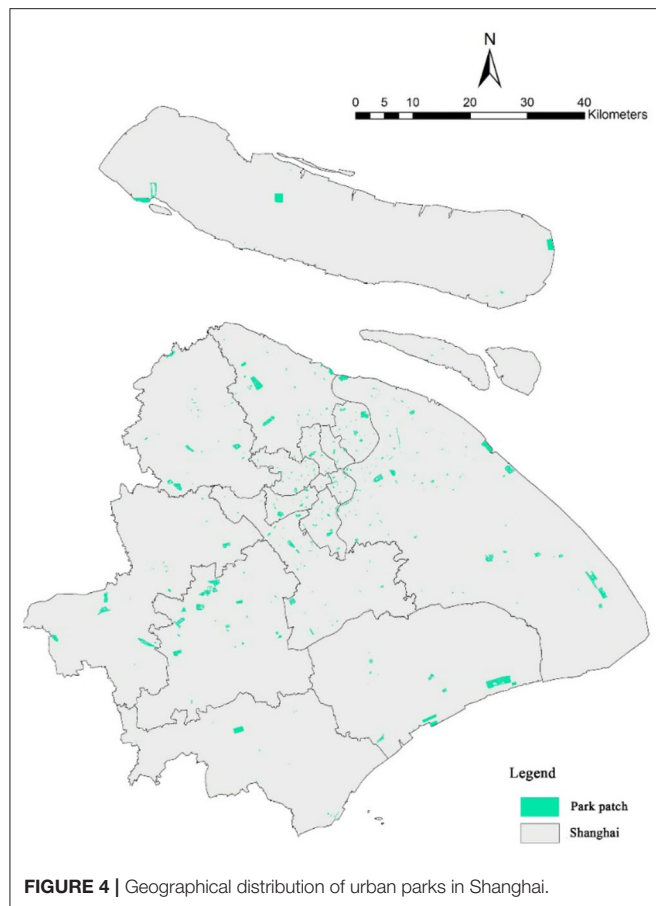 N
0 5 10 20 30 40
Kilometers
Legend
Park patch
Shanghai
FIGURE 4 | Geographical distribution of urban parks in Shanghai.